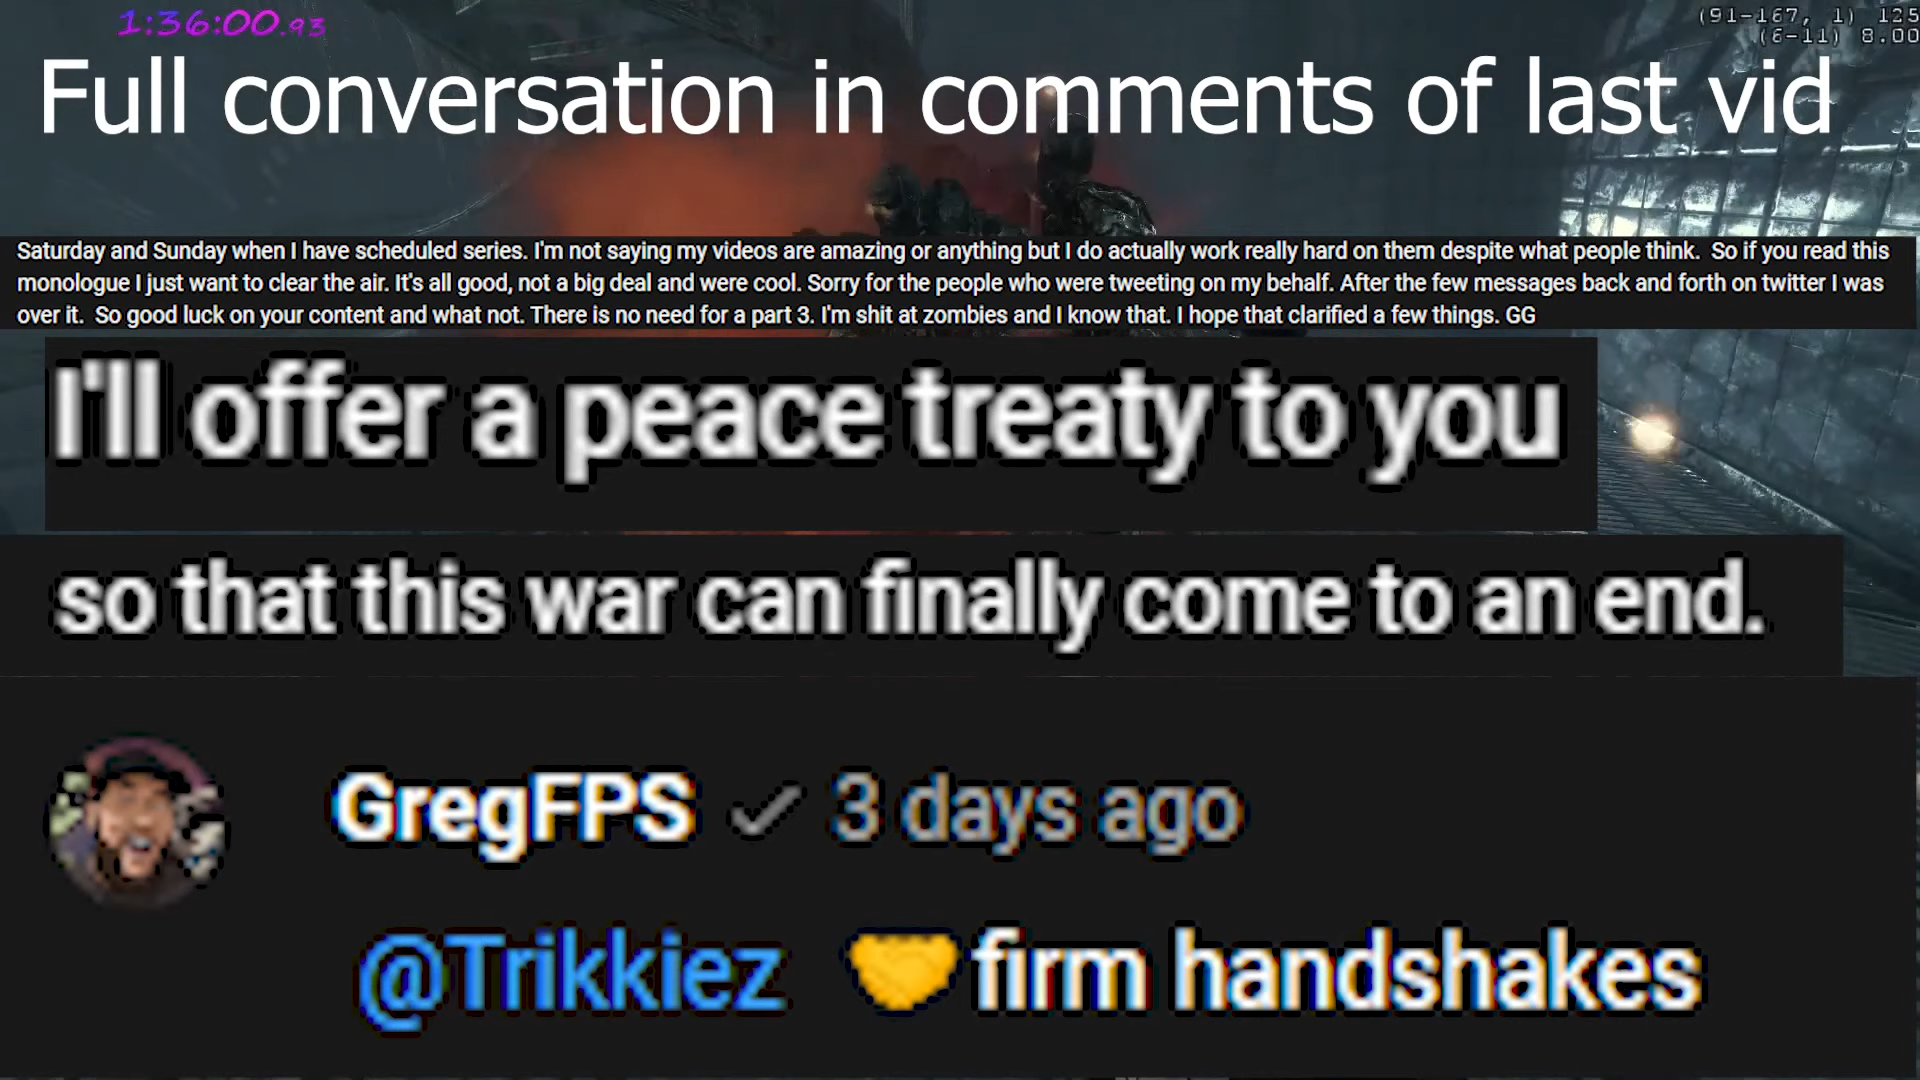 1:36:00.93
(91-167, 1) 125
(6-11) 8.00
Full conversation in comments of last vid
Saturday and Sunday when I have scheduled series. I'm not saying my videos are amazing or anything but I do actually work really hard on them despite what people think.  So if you read this
monologue I just want to clear the air. It's all good, not a big deal and were cool. Sorry for the people who were tweeting on my behalf. After the few messages back and forth on twitter I was
over it.  So good luck on your content and what not. There is no need for a part 3. I'm shit at zombies and I know that. I hope that clarified a few things. GG
I'll offer a peace treaty to you
so that this war can finally come to an end.
GregFPS ✓ 3 days ago
@Trikkiez 🤝firm handshakes